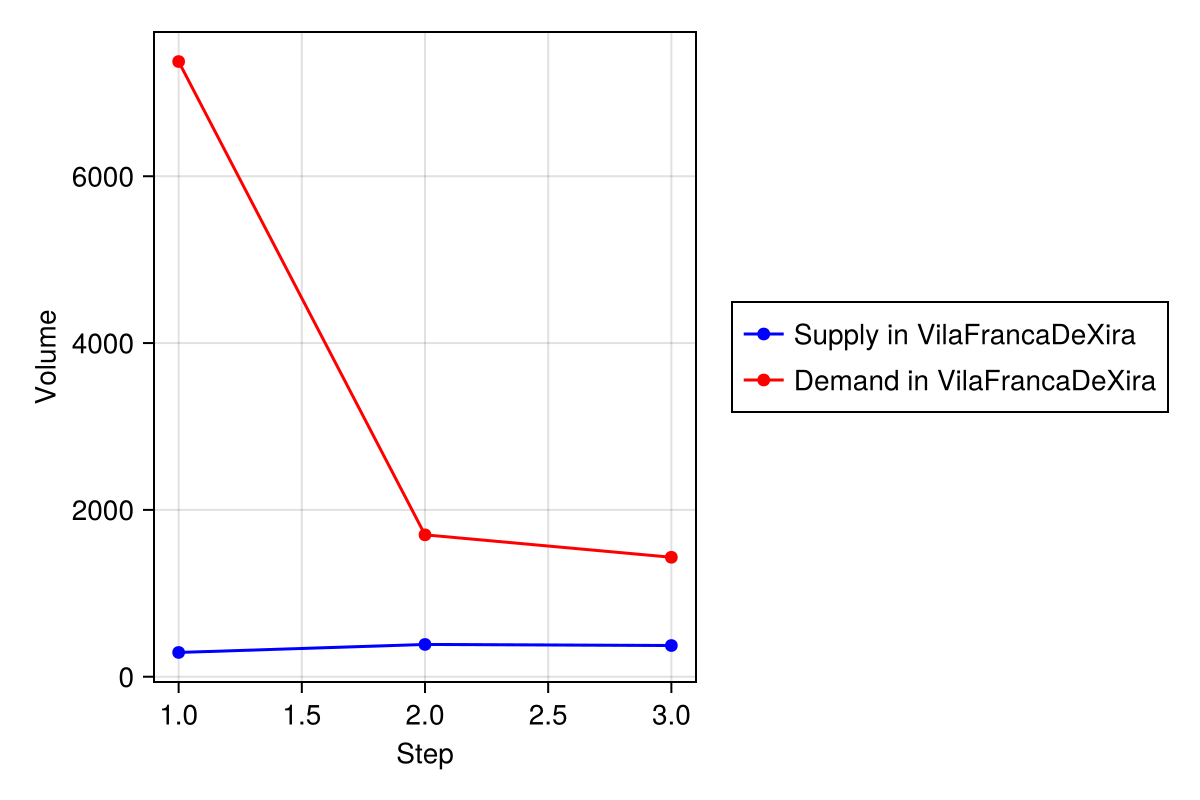 6000
4000
2000
0
Volume
1.0 1.5 2.0 2.5 3.0
Step
Supply in VilaFrancaDeXira
Demand in VilaFrancaDeXira